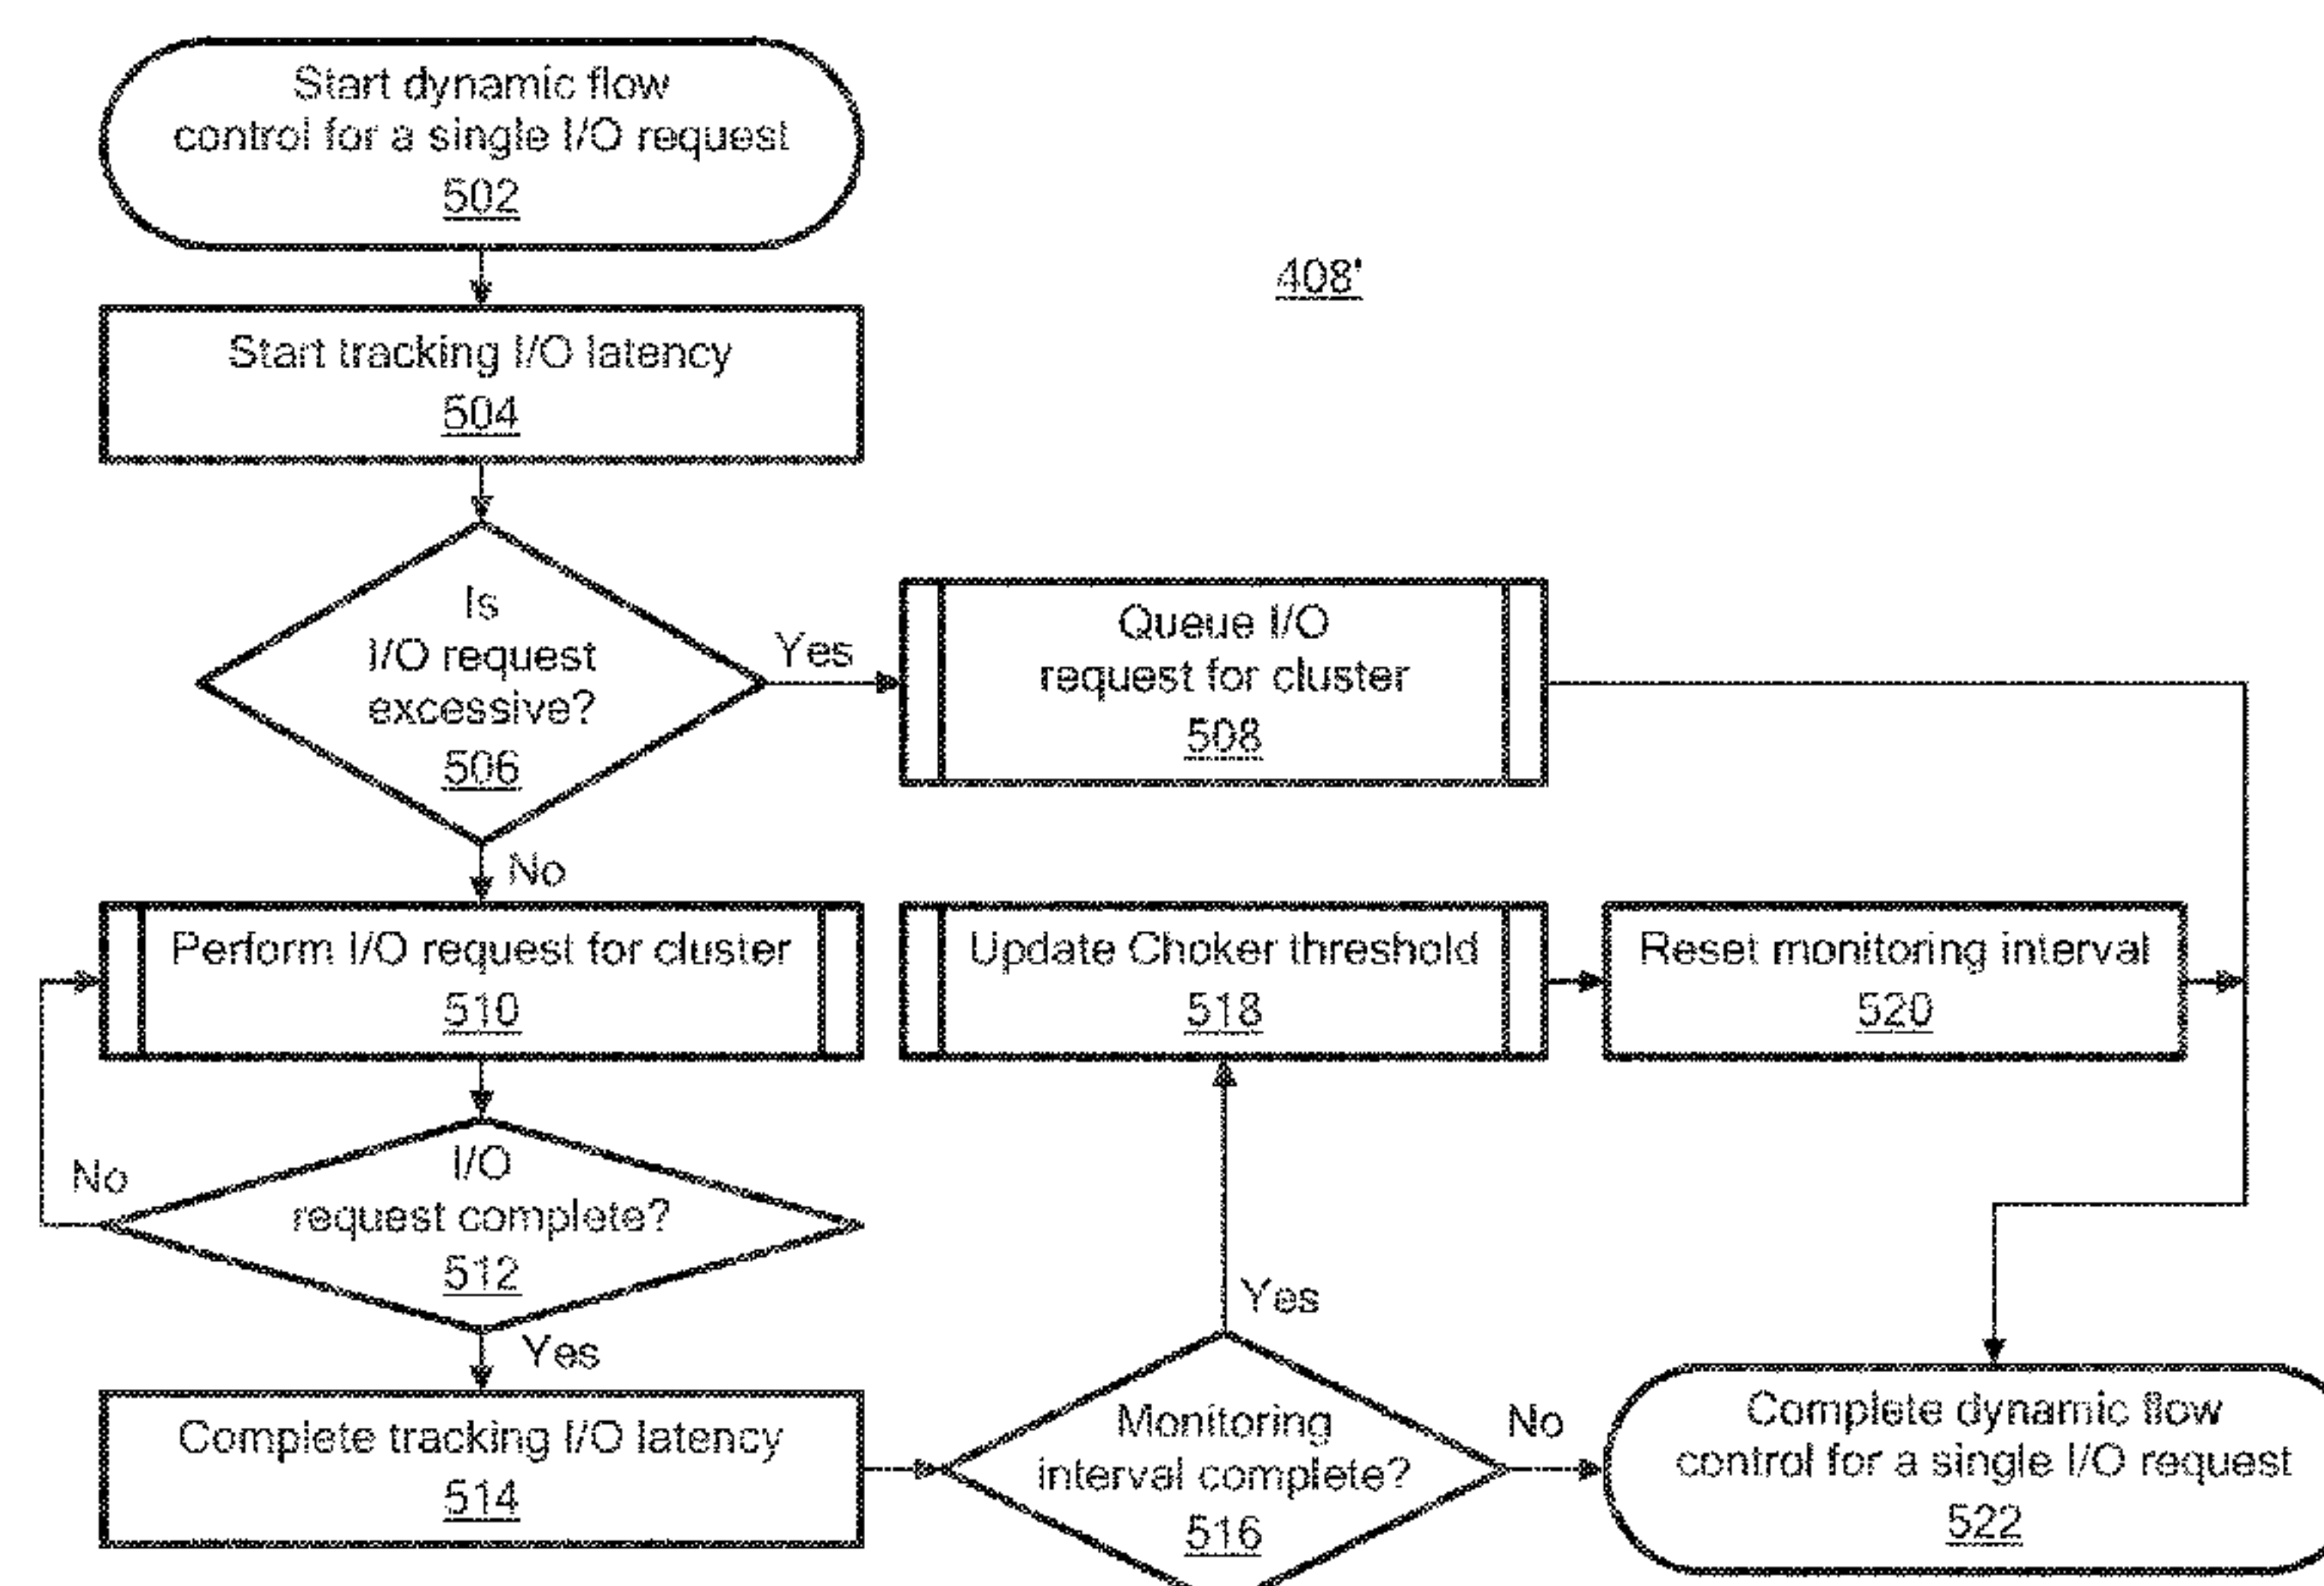 Start dynamic flow
control for a single I/O request
502
408'
Start tracking I/O latency
504
Is
I/O request
excessive?
506
Yes
Queue I/O
request for cluster
508
No
Perform I/O request for cluster
510
Update Choker threshold
518
Reset monitoring interval
520
I/O
request complete?
512
No
Yes
Yes
Complete tracking I/O latency
514
Monitoring
interval complete?
516
No
Complete dynamic flow
control for a single I/O request
522